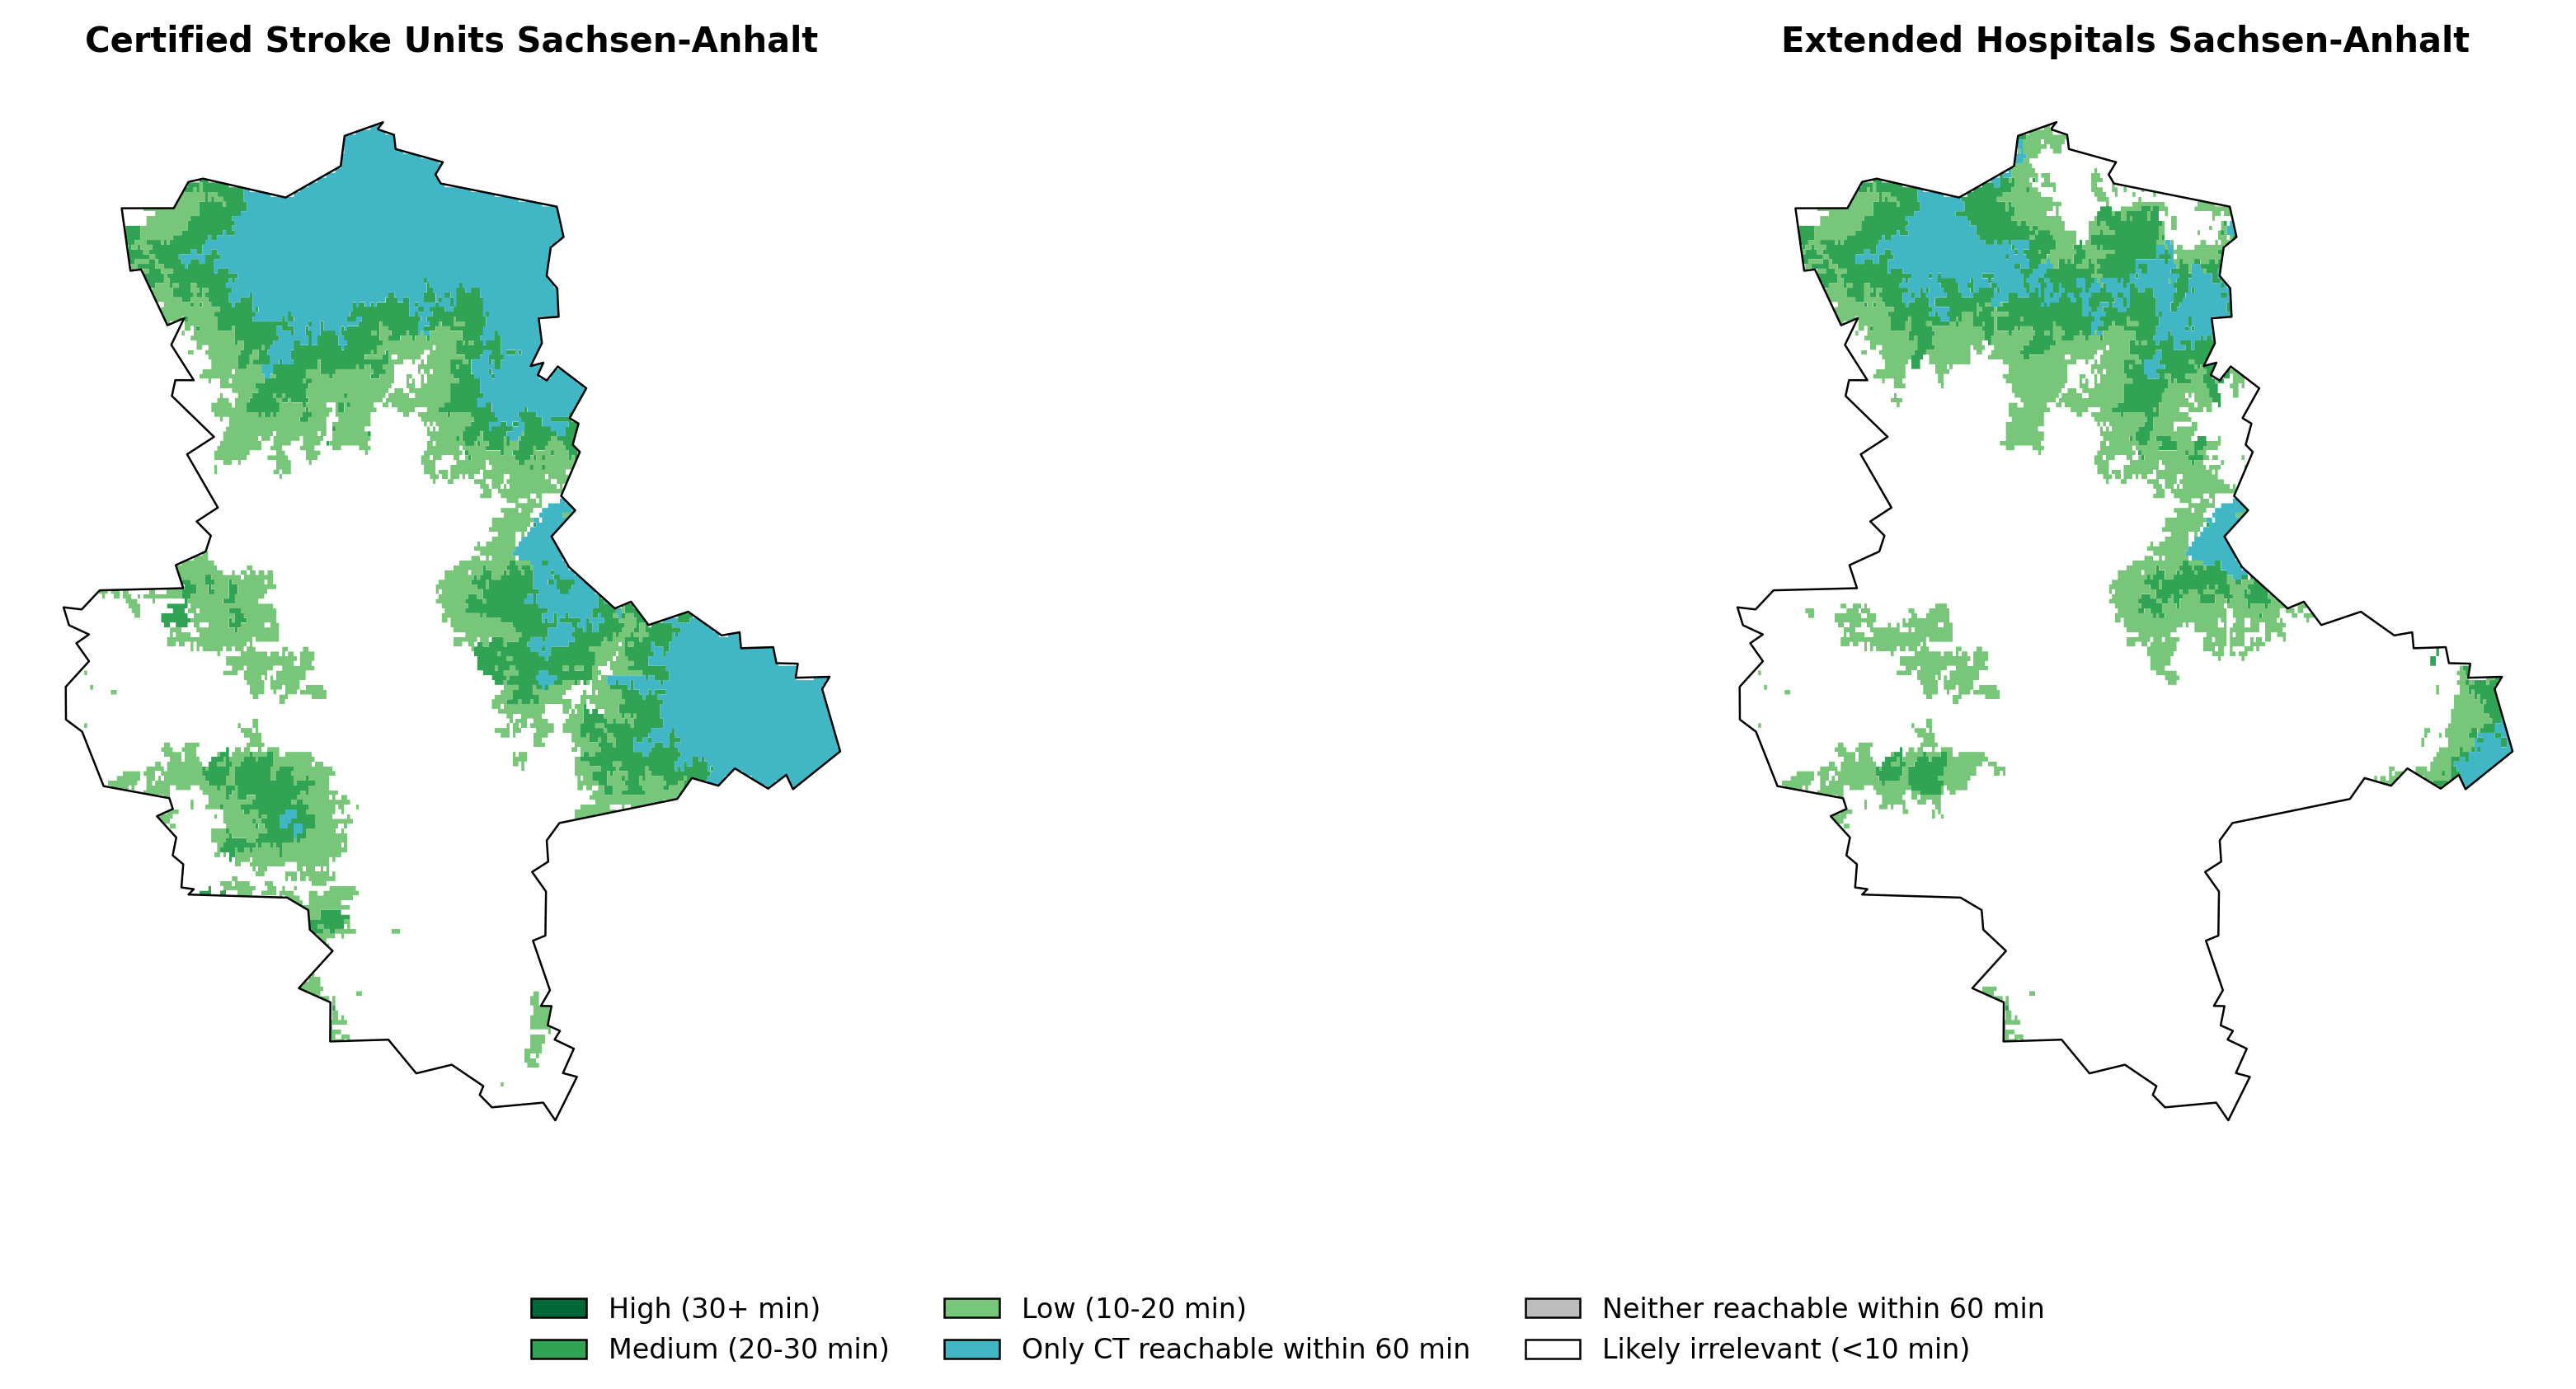 Certified Stroke Units Sachsen-Anhalt
Extended Hospitals Sachsen-Anhalt
High (30+ min)
Medium (20-30 min)
Low (10-20 min)
Only CT reachable within 60 min
Neither reachable within 60 min
Likely irrelevant (<10 min)